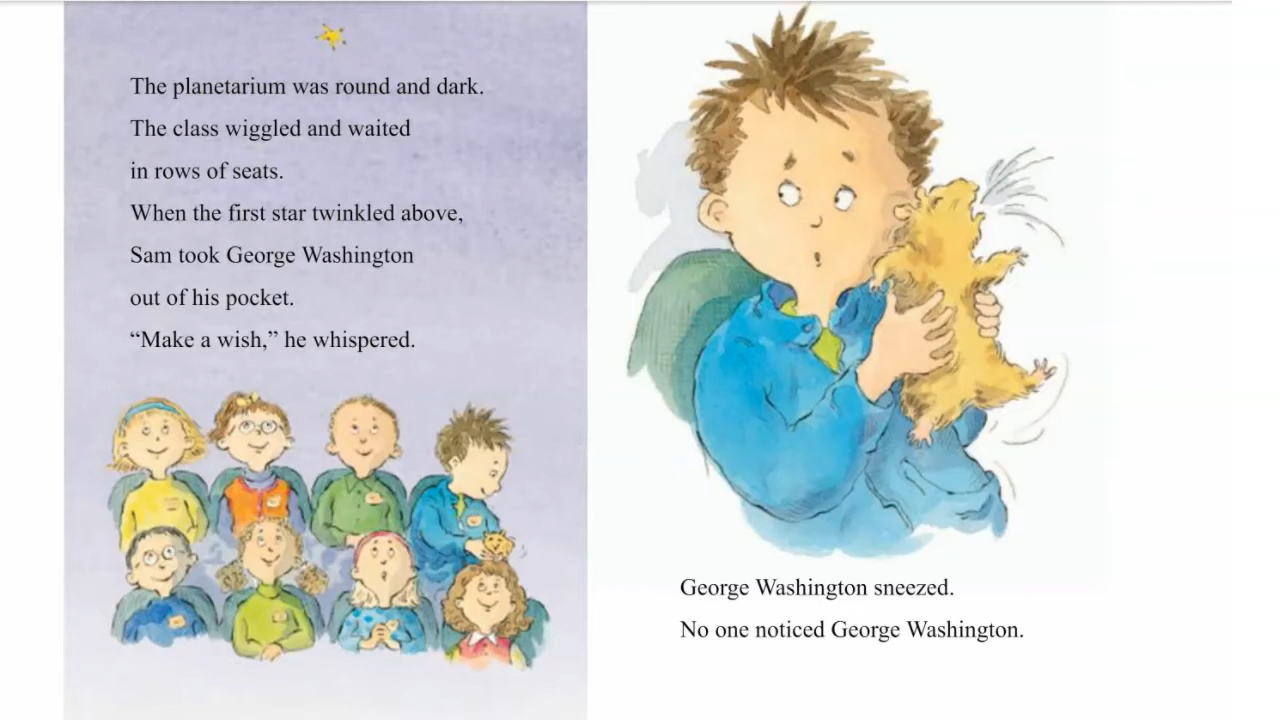 The planetarium was round and dark.
The class wiggled and waited
in rows of seats.
When the first star twinkled above,
Sam took George Washington
out of his pocket.
“Make a wish,” he whispered.
George Washington sneezed.
No one noticed George Washington.